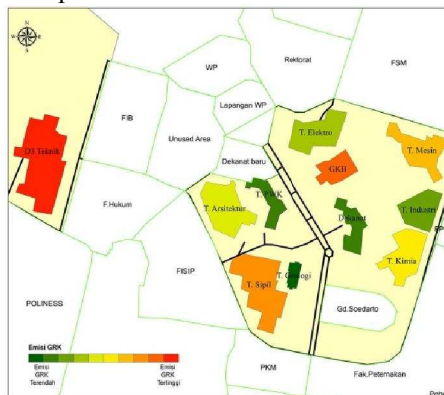 N
W
E
S
Rektorat
WP
FSM
Lapangan WP
FIB
Unused Area
T. Elektro
T. Mesin
D3 Teknik
Dekanat baru
GKB
T. PWK
F.Hukum
T. Arsitektur
Dekanat
T. Industri
FISIP
T. Kimia
T. Geologi
T. Sipil
POLINESS
Gd.Soedarto
Emisi GRK
Emisi
GRK
Terendah
Emisi
GRK
Tertinggi
PKM
Fak.Peternakan